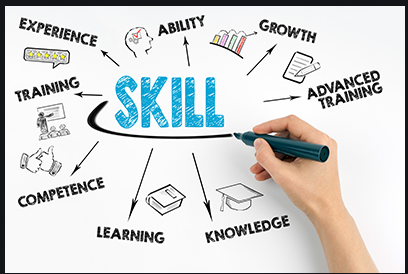 EXPERIENCE
ABILITY
GROWTH
TRAINING
SKILL
ADVANCED
TRAINING
COMPETENCE
LEARNING
KNOWLEDGE